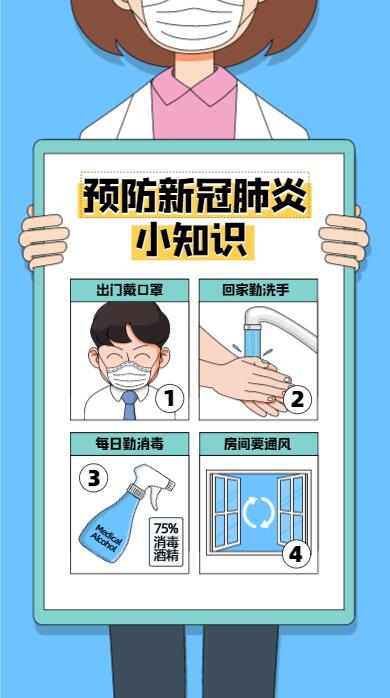 预防新冠肺炎
小知识
出门戴口罩
1
回家勤洗手
2
每日勤消毒
3
Medical
Alcohol
75%
消毒
酒精
房间要通风
4